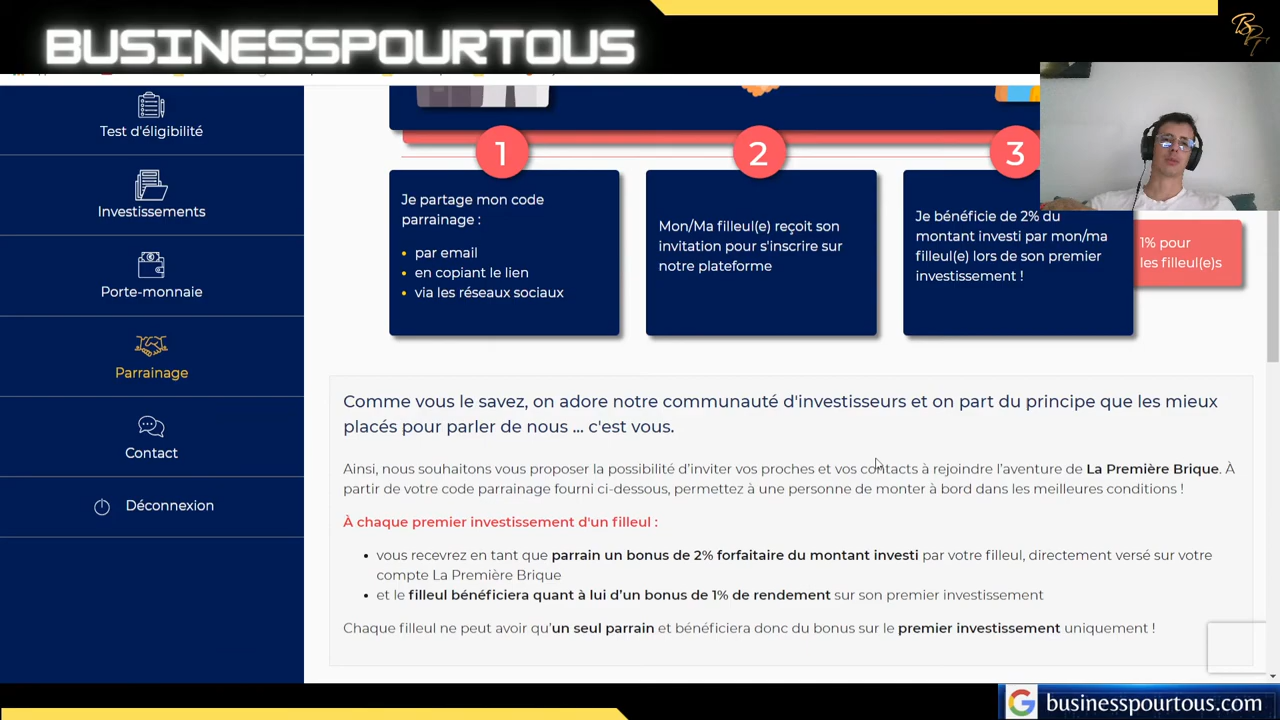 BUSINESSPOURTOUS
Test d'éligibilité
Investissements
Porte-monnaie
Parrainage
Contact
Déconnexion
1
Je partage mon code
parrainage :
par email
en copiant le lien
via les réseaux sociaux
2
Mon/Ma filleul(e) reçoit son
invitation pour s'inscrire sur
notre plateforme
3
Je bénéficie de 2% du
montant investi par mon/ma
filleul(e) lors de son premier
investissement !
1% pour
les filleul(e)s
Comme vous le savez, on adore notre communauté d'investisseurs et on part du principe que les mieux
placés pour parler de nous ... c'est vous.
Ainsi, nous souhaitons vous proposer la possibilité d'inviter vos proches et vos contacts à rejoindre l'aventure de La Première Brique. À
partir de votre code parrainage fourni ci-dessous, permettez à une personne de monter à bord dans les meilleures conditions !
À chaque premier investissement d'un filleul :
vous recevrez en tant que parrain un bonus de 2% forfaitaire du montant investi par votre filleul, directement versé sur votre
compte La Première Brique
et le filleul bénéficiera quant à lui d'un bonus de 1% de rendement sur son premier investissement
Chaque filleul ne peut avoir qu'un seul parrain et bénéficiera donc du bonus sur le premier investissement uniquement !
businesspourtous.com